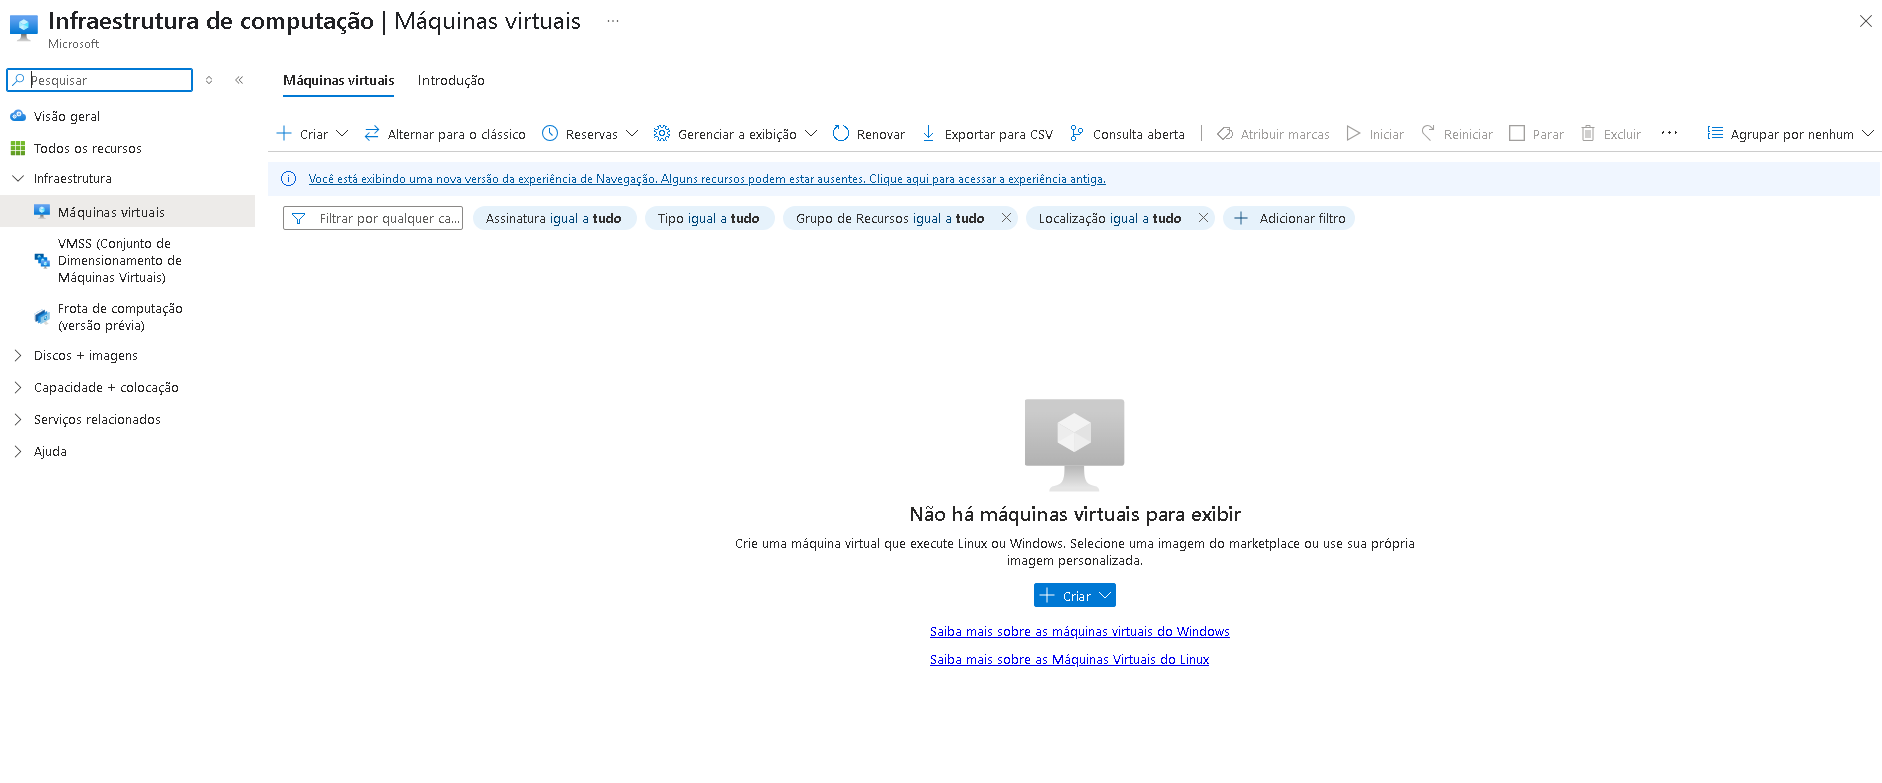 Infraestrutura de computação | Máquinas virtuais ...
Microsoft
Pesquisar
Visão geral
Todos os recursos
Infraestrutura
Máquinas virtuais
VMSS (Conjunto de
Dimensionamento de
Máquinas Virtuais)
Frota de computação
(versão prévia)
Discos + imagens
Capacidade + colocação
Serviços relacionados
Ajuda
Máquinas virtuais Introdução
Criar Alternar para o clássico Reservas Gerenciar a exibição Renovar Exportar para CSV Consulta aberta Atribuir marcas Iniciar Reiniciar Parar Excluir ... Agrupar por nenhum
Você está exibindo uma nova versão da experiência de Navegação. Alguns recursos podem estar ausentes. Clique aqui para acessar a experiência antiga.
Filtrar por qualquer ca... Assinatura igual a tudo Tipo igual a tudo Grupo de Recursos igual a tudo Localização igual a tudo Adicionar filtro
Não há máquinas virtuais para exibir
Crie uma máquina virtual que execute Linux ou Windows. Selecione uma imagem do marketplace ou use sua própria
imagem personalizada.
Criar
Saiba mais sobre as máquinas virtuais do Windows
Saiba mais sobre as Máquinas Virtuais do Linux